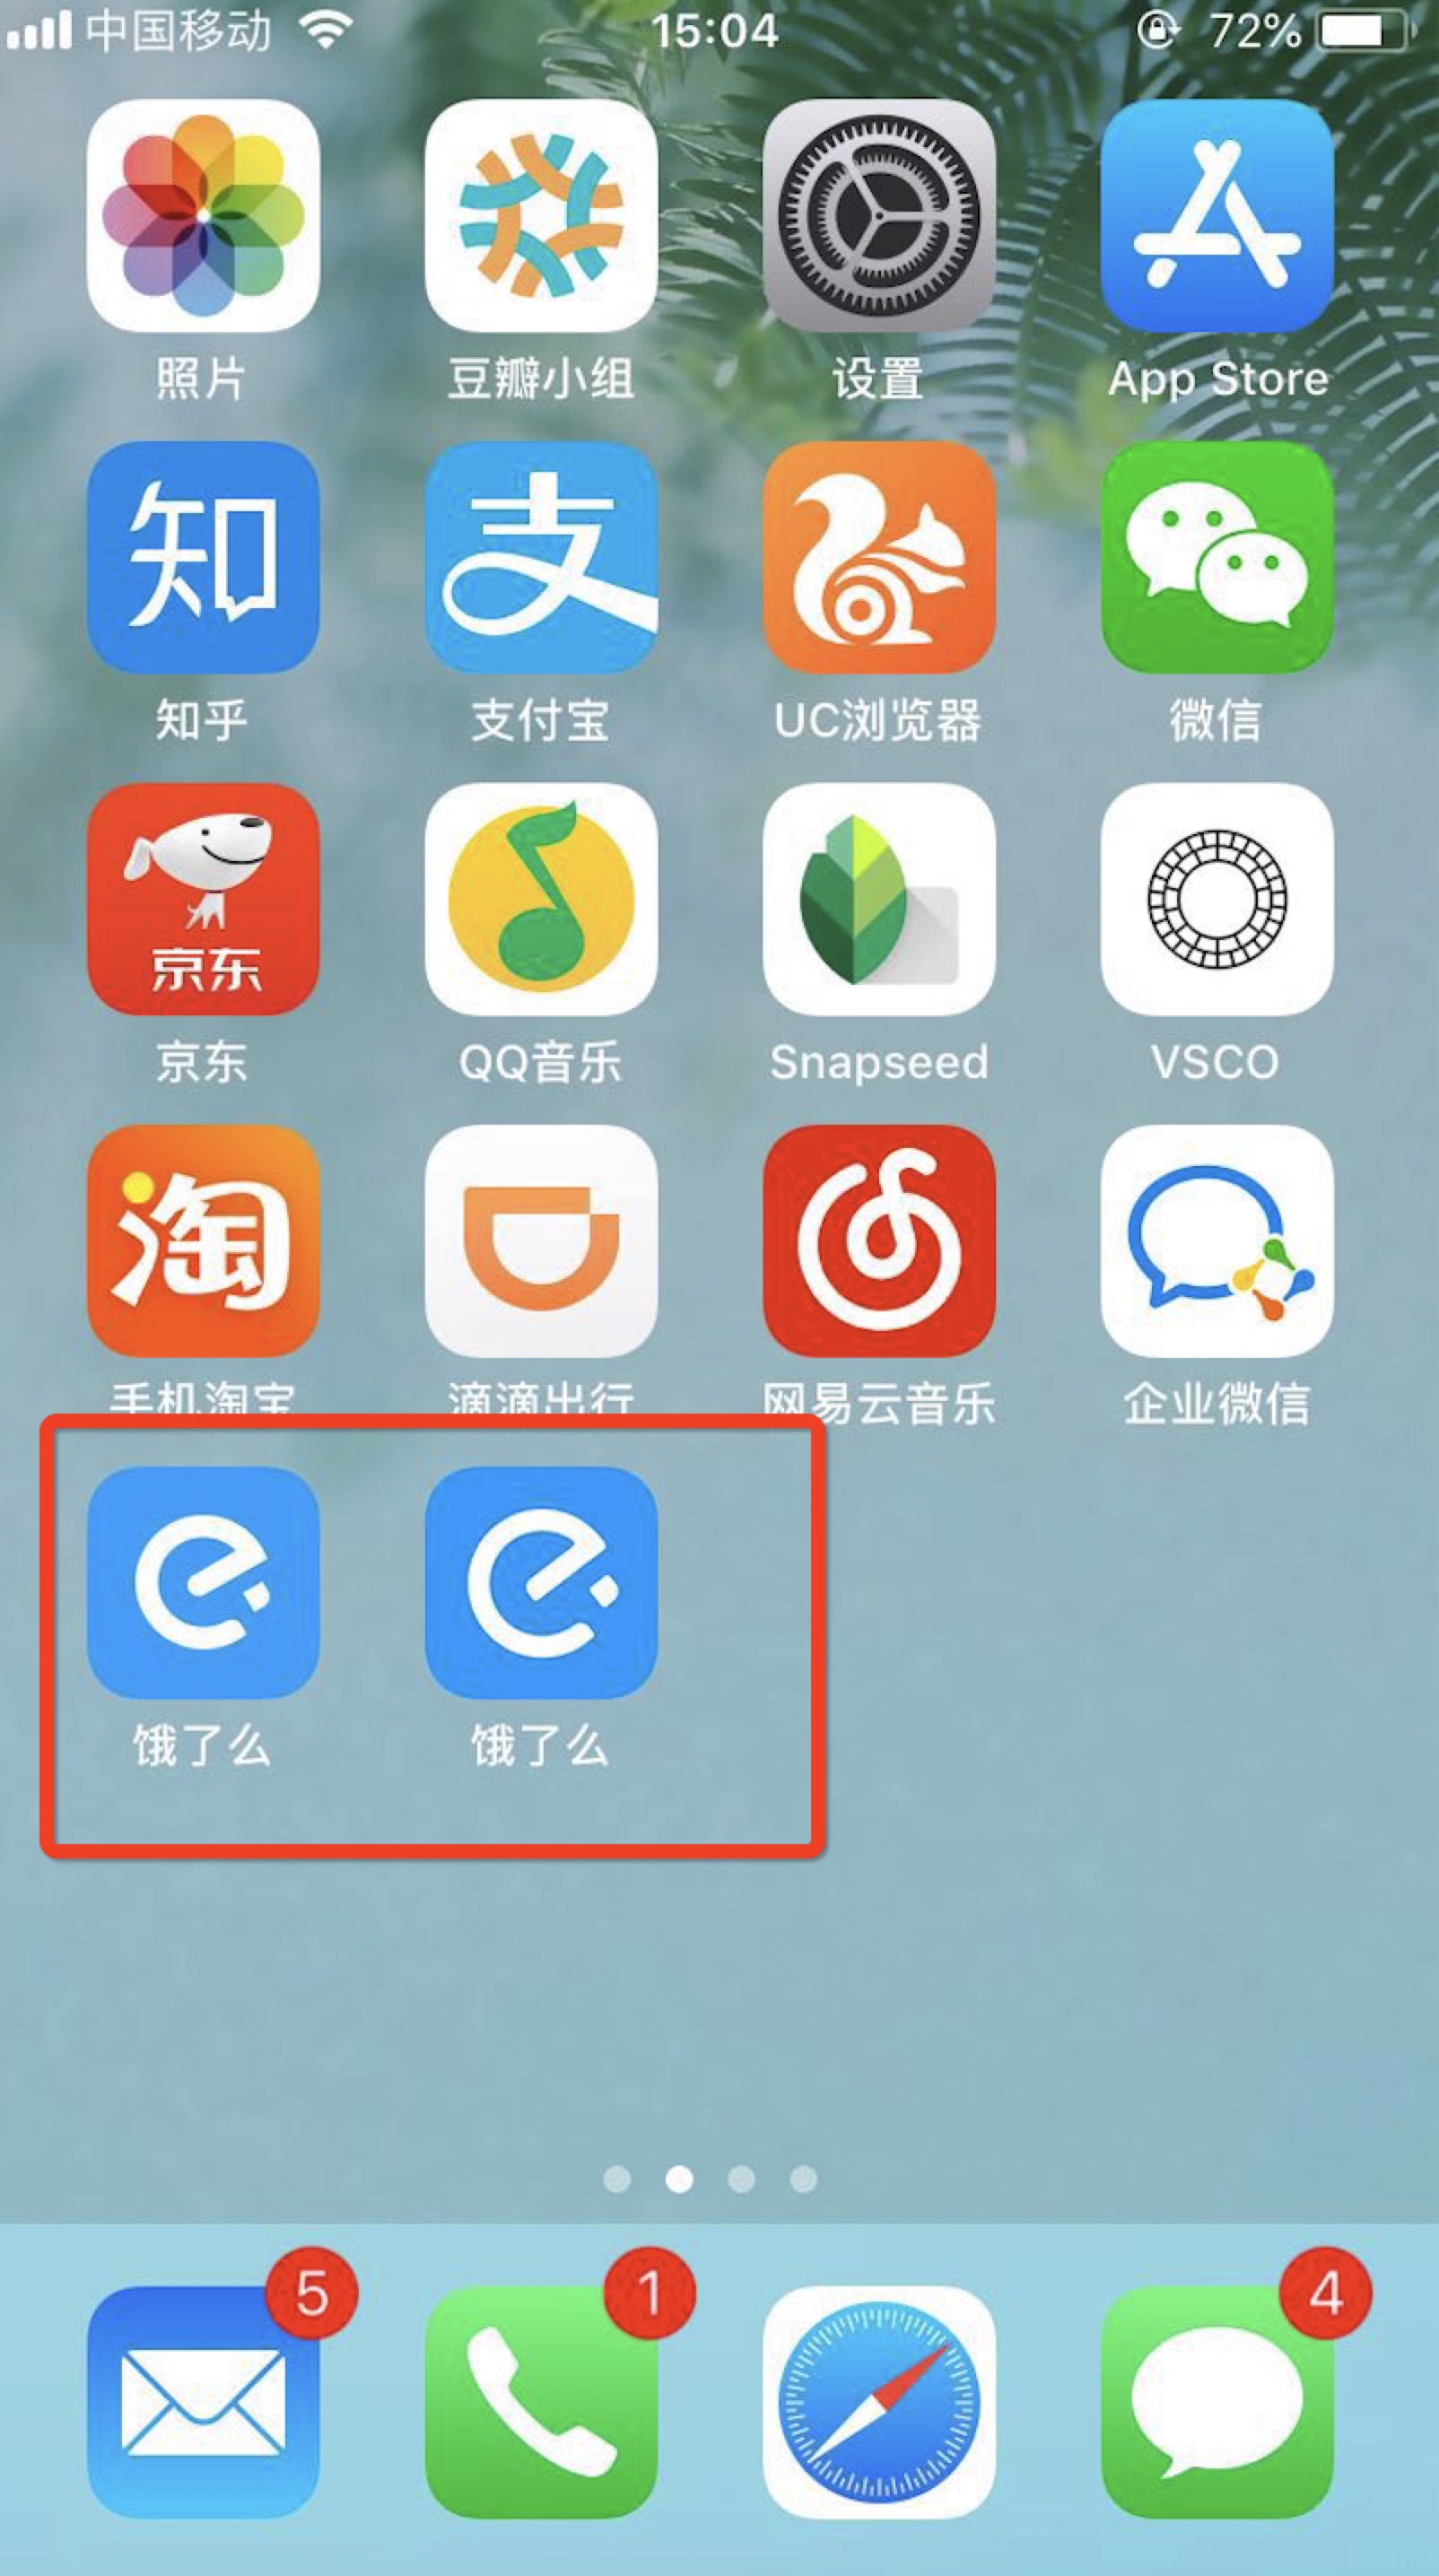 中国移动 15:04 72%
照片 豆瓣小组 设置 App Store
知 支
知乎 支付宝 UC浏览器 微信
京东
京东 QQ音乐 Snapseed VSCO
淘
手机淘宝 滴滴出行 网易云音乐 企业微信
饿了么 饿了么
5 1 4